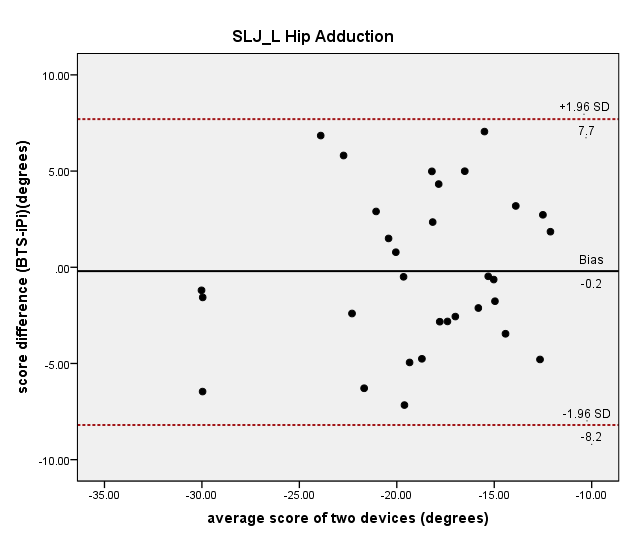 SLJ_L Hip Adduction
score difference (BTS-iPi)(degrees)
10.00
5.00
.00
-5.00
-10.00
+1.96 SD
7.7
Bias
-0.2
-1.96 SD
-8.2
-35.00 -30.00 -25.00 -20.00 -15.00 -10.00
average score of two devices (degrees)